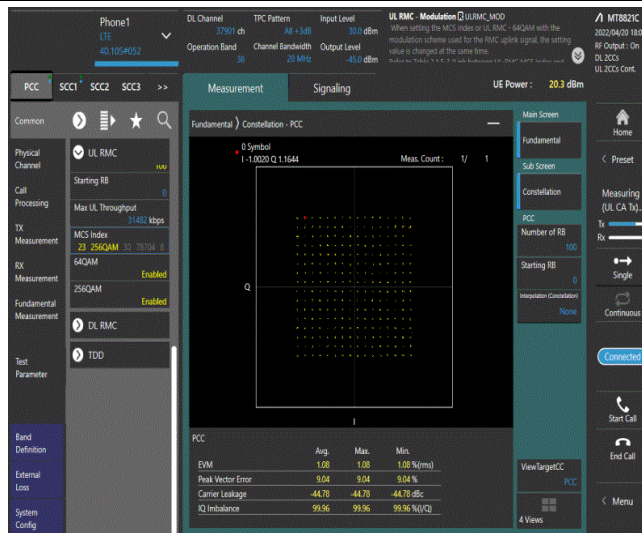 Phone1
LTE
40.105#052
DL Channel
37901 ch
TPC Pattern
All +3dB
Input Level
30.0 dBm
Operation Band
38
Channel Bandwidth
20 MHz
Output Level
-45.0 dBm
UL RMC - Modulation ULRMC_MOD
When setting the MCS Index or UL RMC - 64QAM with the
modulation scheme used for the RMC uplink signal, the setting
value is changed at the same time.
MT8821C
2022/04/20 18:0
RF Output : On
DL 2CCs
UL 2CCs Cont.
PCC SCC1 SCC2 SCC3 >>
Measurement
Signaling
UE Power : 20.3 dBm
Common
Physical
Channel
Call
Processing
TX
Measurement
RX
Measurement
Fundamental
Measurement
Test
Parameter
Band
Definition
External
Loss
System
Config
UL RMC
100
Starting RB
0
Max UL Throughput
31482 kbps
MCS Index
23 256QAM 30 78704 8
64QAM
Enabled
256QAM
Enabled
DL RMC
TDD
Fundamental 〉 Constellation - PCC
0 Symbol
I -1.0020 Q 1.1644
Meas. Count : 1/ 1
Q
I
PCC
Avg. Max. Min.
EVM 1.08 1.08 1.08 %(rms)
Peak Vector Error 9.04 9.04 9.04 %
Carrier Leakage -44.78 -44.78 -44.78 dBc
IQ Imbalance 99.96 99.96 99.96 %(I/Q)
Main Screen
Fundamental
Sub Screen
Constellation
PCC
Number of RB
100
Starting RB
0
Interpolation (Constellation)
None
ViewTargetCC
PCC
4 Views
Home
< Preset
Measuring
(UL CA Tx)..
Tx
Rx
Single
Continuous
Connected
Start Call
End Call
< Menu